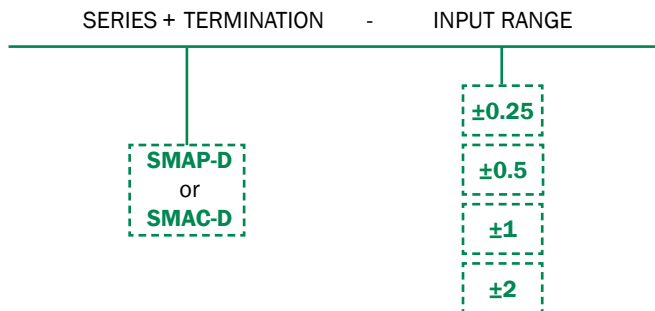 SERIES + TERMINATION - INPUT RANGE
SMAP-D
or
SMAC-D
±0.25
±0.5
±1
±2